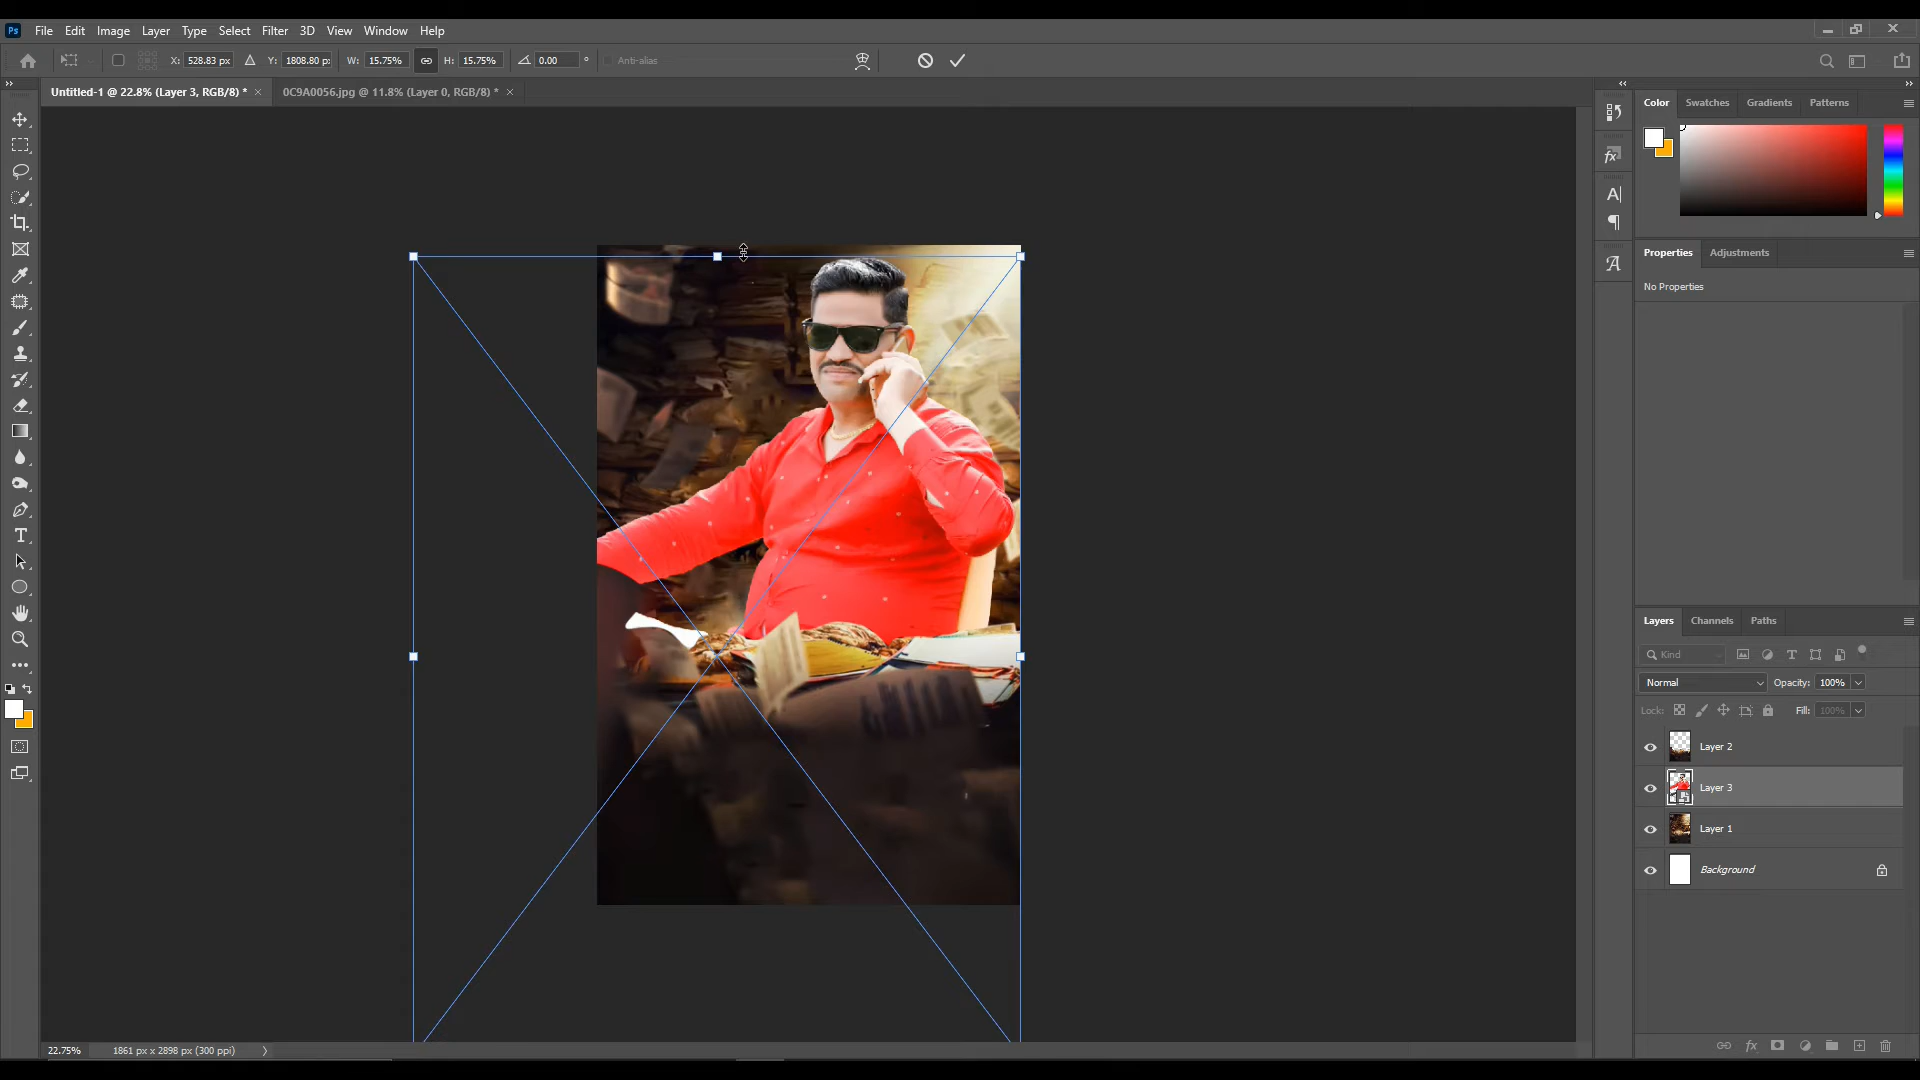 Ps File Edit Image Layer Type Select Filter 3D View Window Help
X: 528.83 px Y: 1808.80 p: W: 15.75% H: 15.75% 0.00 ° Anti-alias
Untitled-1 @ 22.8% (Layer 3, RGB/8) * × 0C9A0056.jpg @ 11.8% (Layer 0, RGB/8) * ×
Color Swatches Gradients Patterns
Properties Adjustments
No Properties
Layers Channels Paths
Kind
Normal Opacity: 100%
Lock: Fill: 100%
Layer 2
Layer 3
Layer 1
Background
22.75% 1861 px x 2898 px (300 ppi)